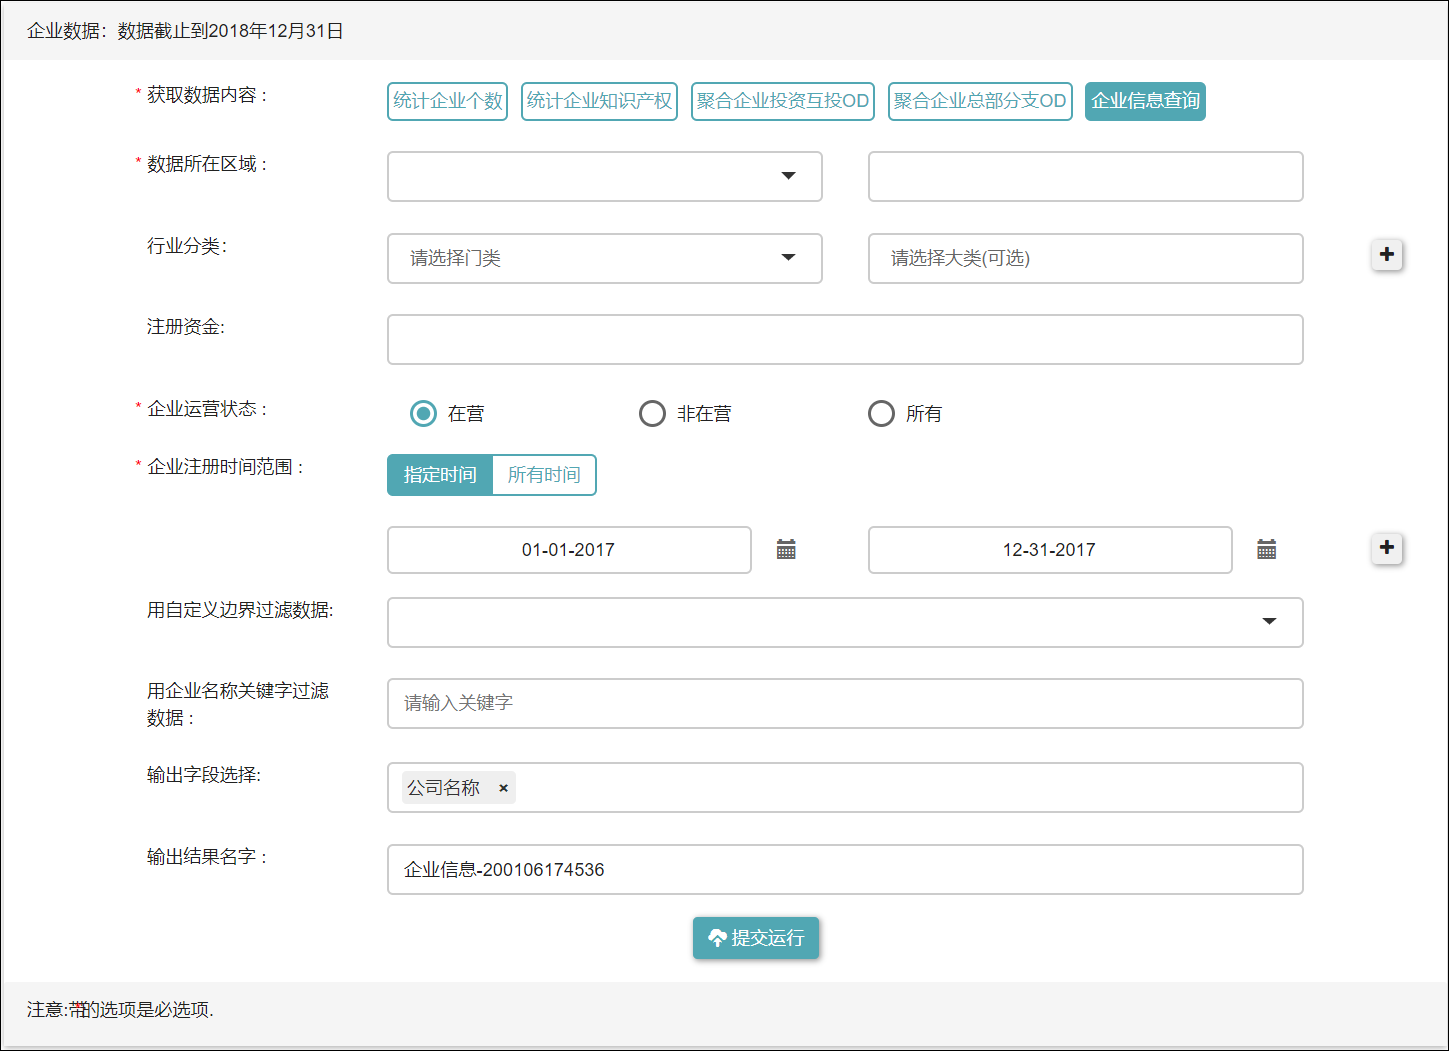 企业数据：数据截止到2018年12月31日
* 获取数据内容 : 统计企业个数 统计企业知识产权 聚合企业投资互投OD 聚合企业总部分支OD 企业信息查询
* 数据所在区域 :
行业分类: 请选择门类 请选择大类(可选)
注册资金:
* 企业运营状态 : 在营 非在营 所有
* 企业注册时间范围 : 指定时间 所有时间
01-01-2017 12-31-2017
用自定义边界过滤数据:
用企业名称关键字过滤
数据 : 请输入关键字
输出字段选择: 公司名称 ×
输出结果名字 : 企业信息-200106174536
提交运行
注意:带的选项是必选项.